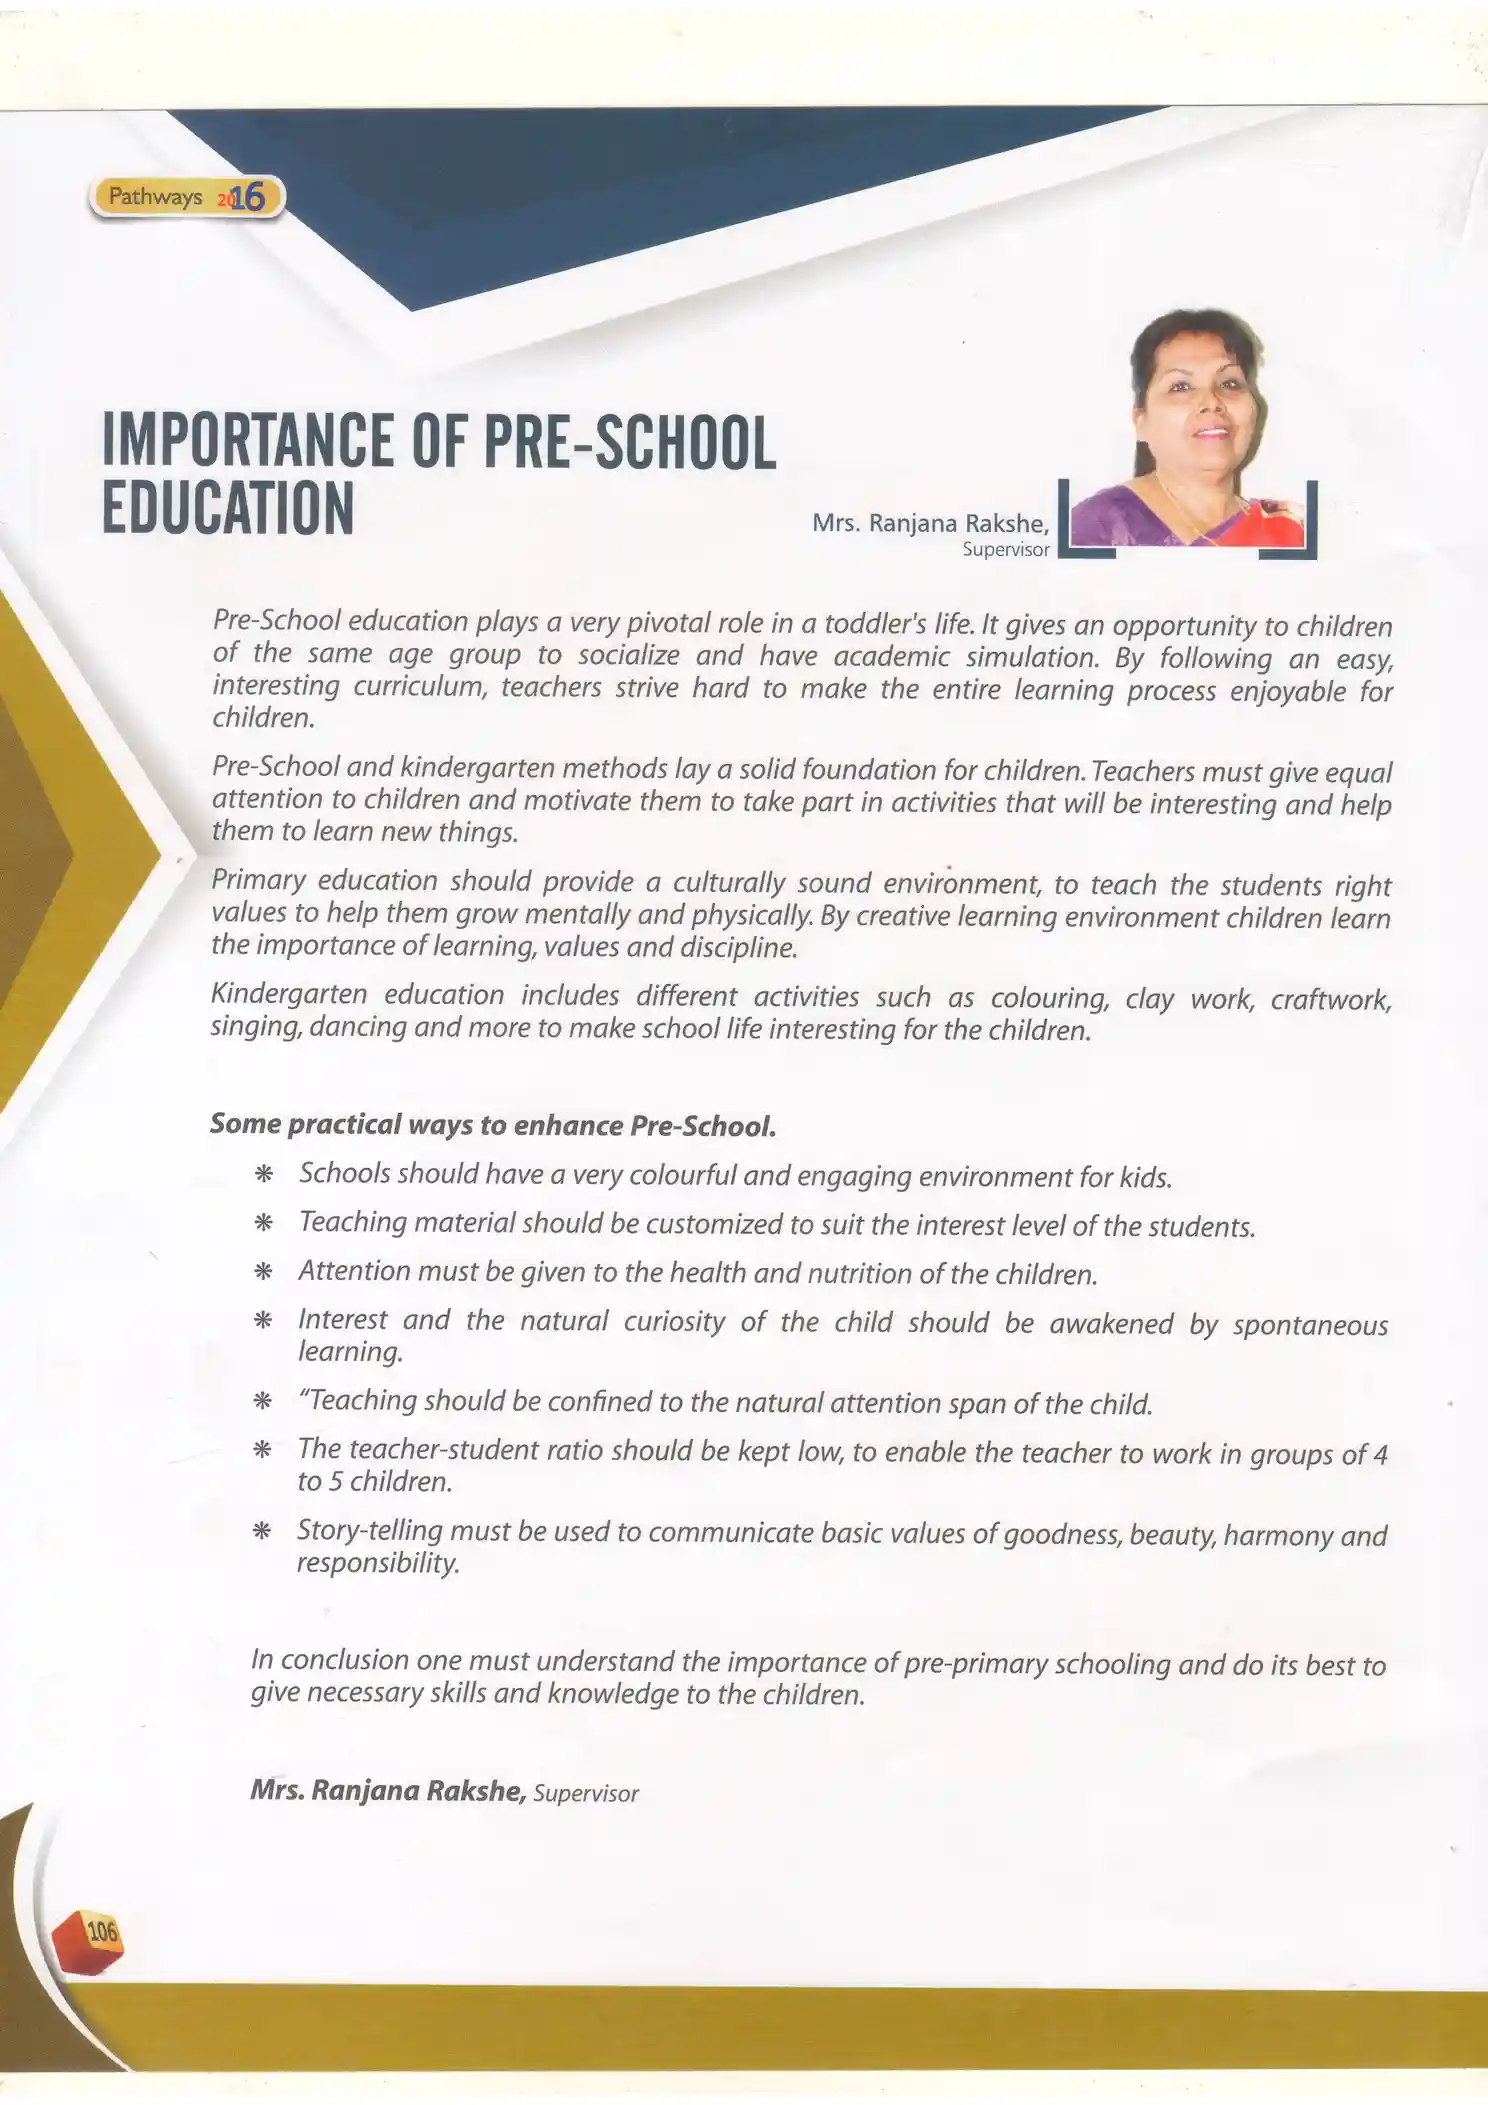 Pathways 2016
IMPORTANCE OF PRE-SCHOOL
EDUCATION
Mrs. Ranjana Rakshe,
Supervisor
Pre-School education plays a very pivotal role in a toddler's life. It gives an opportunity to children
of the same age group to socialize and have academic simulation. By following an easy,
interesting curriculum, teachers strive hard to make the entire learning process enjoyable for
children.
Pre-School and kindergarten methods lay a solid foundation for children. Teachers must give equal
attention to children and motivate them to take part in activities that will be interesting and help
them to learn new things.
Primary education should provide a culturally sound environment, to teach the students right
values to help them grow mentally and physically. By creative learning environment children learn
the importance of learning, values and discipline.
Kindergarten education includes different activities such as colouring, clay work, craftwork,
singing, dancing and more to make school life interesting for the children.
Some practical ways to enhance Pre-School.
❋ Schools should have a very colourful and engaging environment for kids.
❋ Teaching material should be customized to suit the interest level of the students.
❋ Attention must be given to the health and nutrition of the children.
❋ Interest and the natural curiosity of the child should be awakened by spontaneous
learning.
❋ “Teaching should be confined to the natural attention span of the child.
❋ The teacher-student ratio should be kept low, to enable the teacher to work in groups of 4
to 5 children.
❋ Story-telling must be used to communicate basic values of goodness, beauty, harmony and
responsibility.
In conclusion one must understand the importance of pre-primary schooling and do its best to
give necessary skills and knowledge to the children.
Mrs. Ranjana Rakshe, Supervisor
106